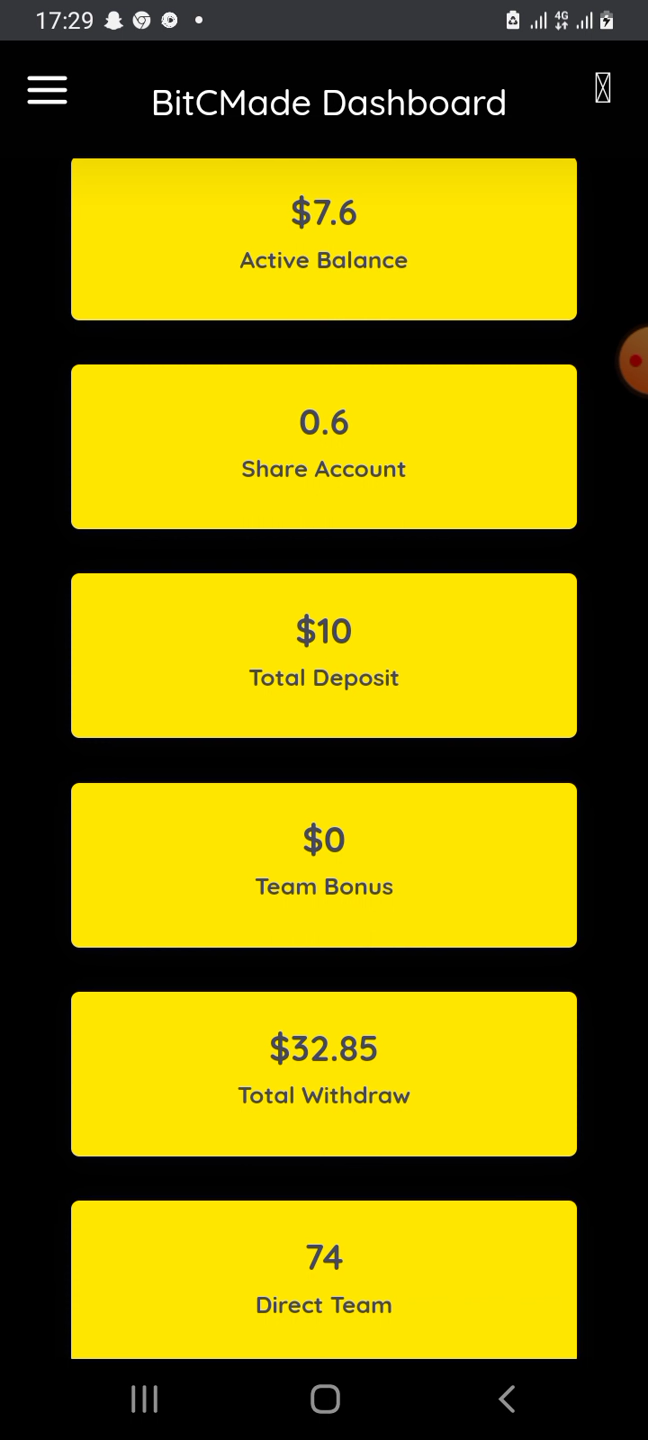 17:29
4G
BitCMade Dashboard
$7.6
Active Balance
0.6
Share Account
$10
Total Deposit
$0
Team Bonus
$32.85
Total Withdraw
74
Direct Team